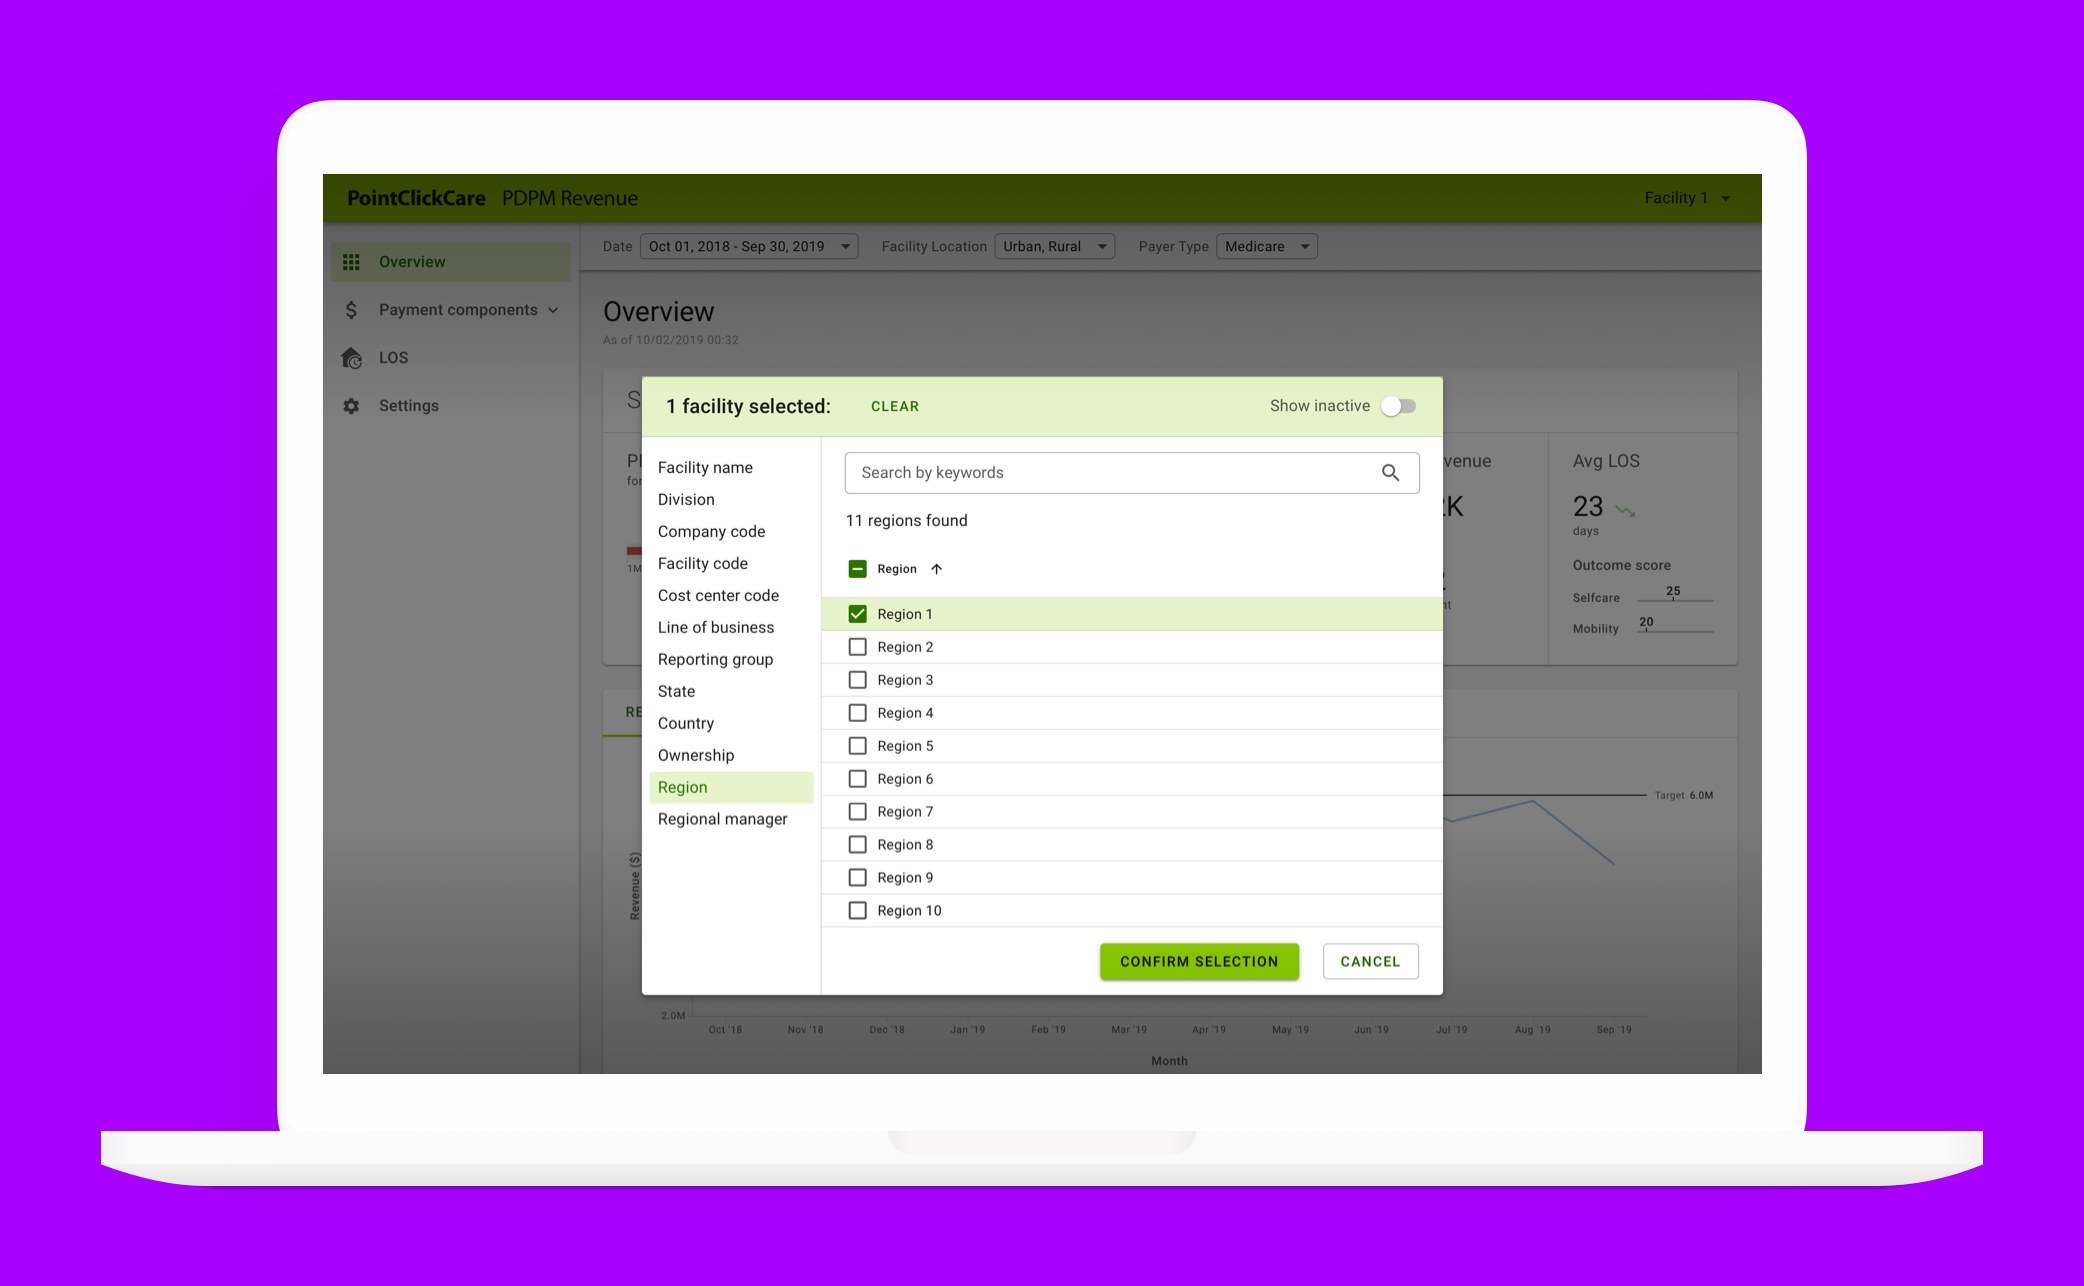 PointClickCare PDPM Revenue
Facility 1
Overview
Payment components
LOS
Settings
Date Oct 01, 2018 - Sep 30, 2019 Facility Location Urban, Rural Payer Type Medicare
Overview
As of 10/02/2019 00:32
1 facility selected: CLEAR Show inactive
Facility name
Division
Company code
Facility code
Cost center code
Line of business
Reporting group
State
Country
Ownership
Region
Regional manager
Search by keywords
11 regions found
Region
Region 1
Region 2
Region 3
Region 4
Region 5
Region 6
Region 7
Region 8
Region 9
Region 10
CONFIRM SELECTION CANCEL
Avg LOS
23
days
Outcome score
Selfcare 25
Mobility 20
1M
Target 6.0M
Revenue ($)
2.0M
Oct '18 Nov '18 Dec '18 Jan '19 Feb '19 Mar '19 Apr '19 May '19 Jun '19 Jul '19 Aug '19 Sep '19
Month